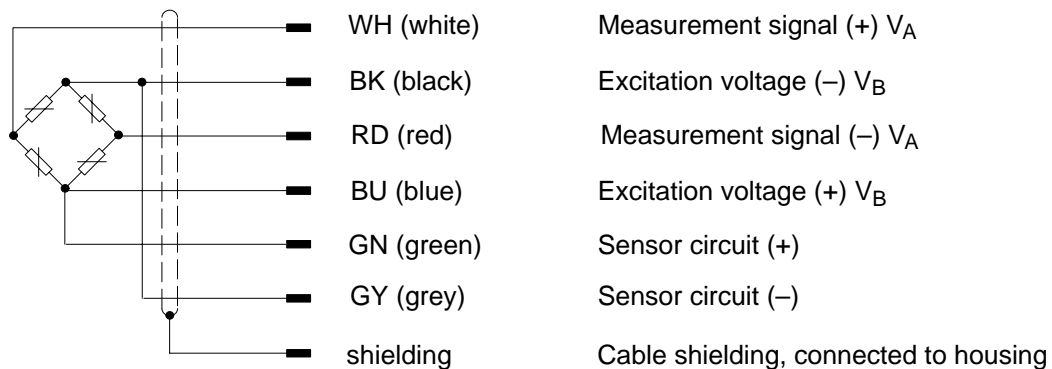 WH (white) Measurement signal (+) VA
BK (black) Excitation voltage (–) VB
RD (red) Measurement signal (–) VA
BU (blue) Excitation voltage (+) VB
GN (green) Sensor circuit (+)
GY (grey) Sensor circuit (–)
shielding Cable shielding, connected to housing